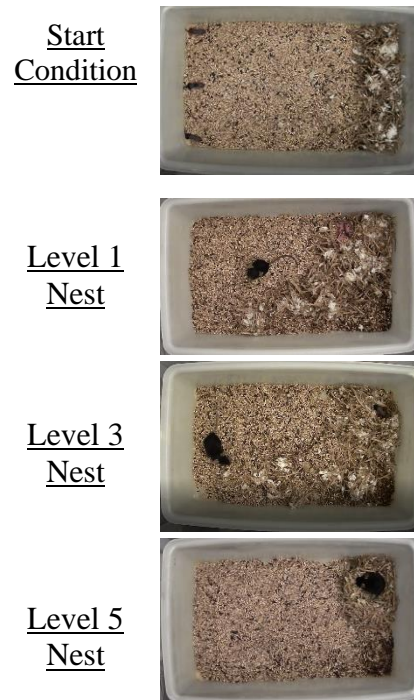 Start
Condition
Level 1
Nest
Level 3
Nest
Level 5
Nest